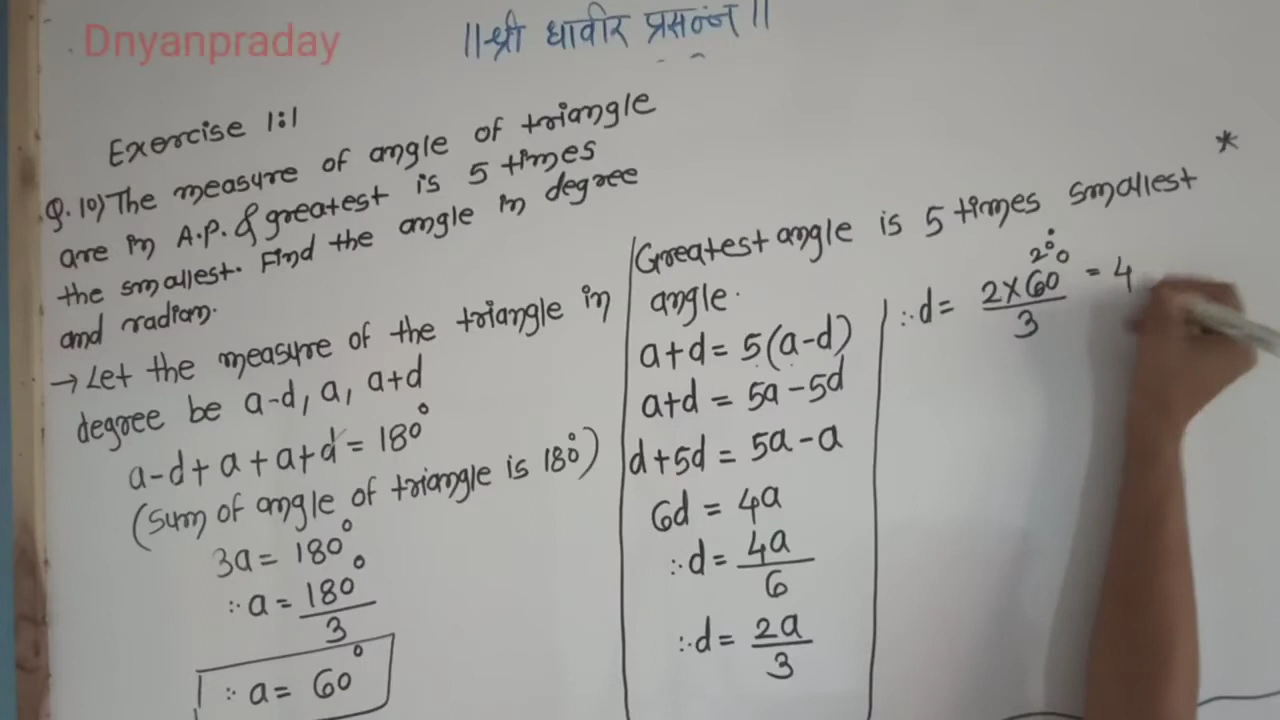 Dnyanpraday
॥ श्री धावीर प्रसन्न ॥
Exercise 1:1
Q.10) The measure of angle of triangle
are in A.P. & greatest is 5 times
the smallest. Find the angle in degree
and radian.
→ Let the measure of the triangle in
degree be a-d, a, a+d
a-d+a+a+d = 180°
(Sum of angle of triangle is 180°)
3a = 180°
∴ a = 180° / 3
∴ a = 60°
Greatest angle is 5 times smallest *
angle.
a+d = 5(a-d)
a+d = 5a-5d
d+5d = 5a-a
6d = 4a
∴ d = 4a / 6
∴ d = 2a / 3
20°
∴ d = 2×60° / 3 = 4